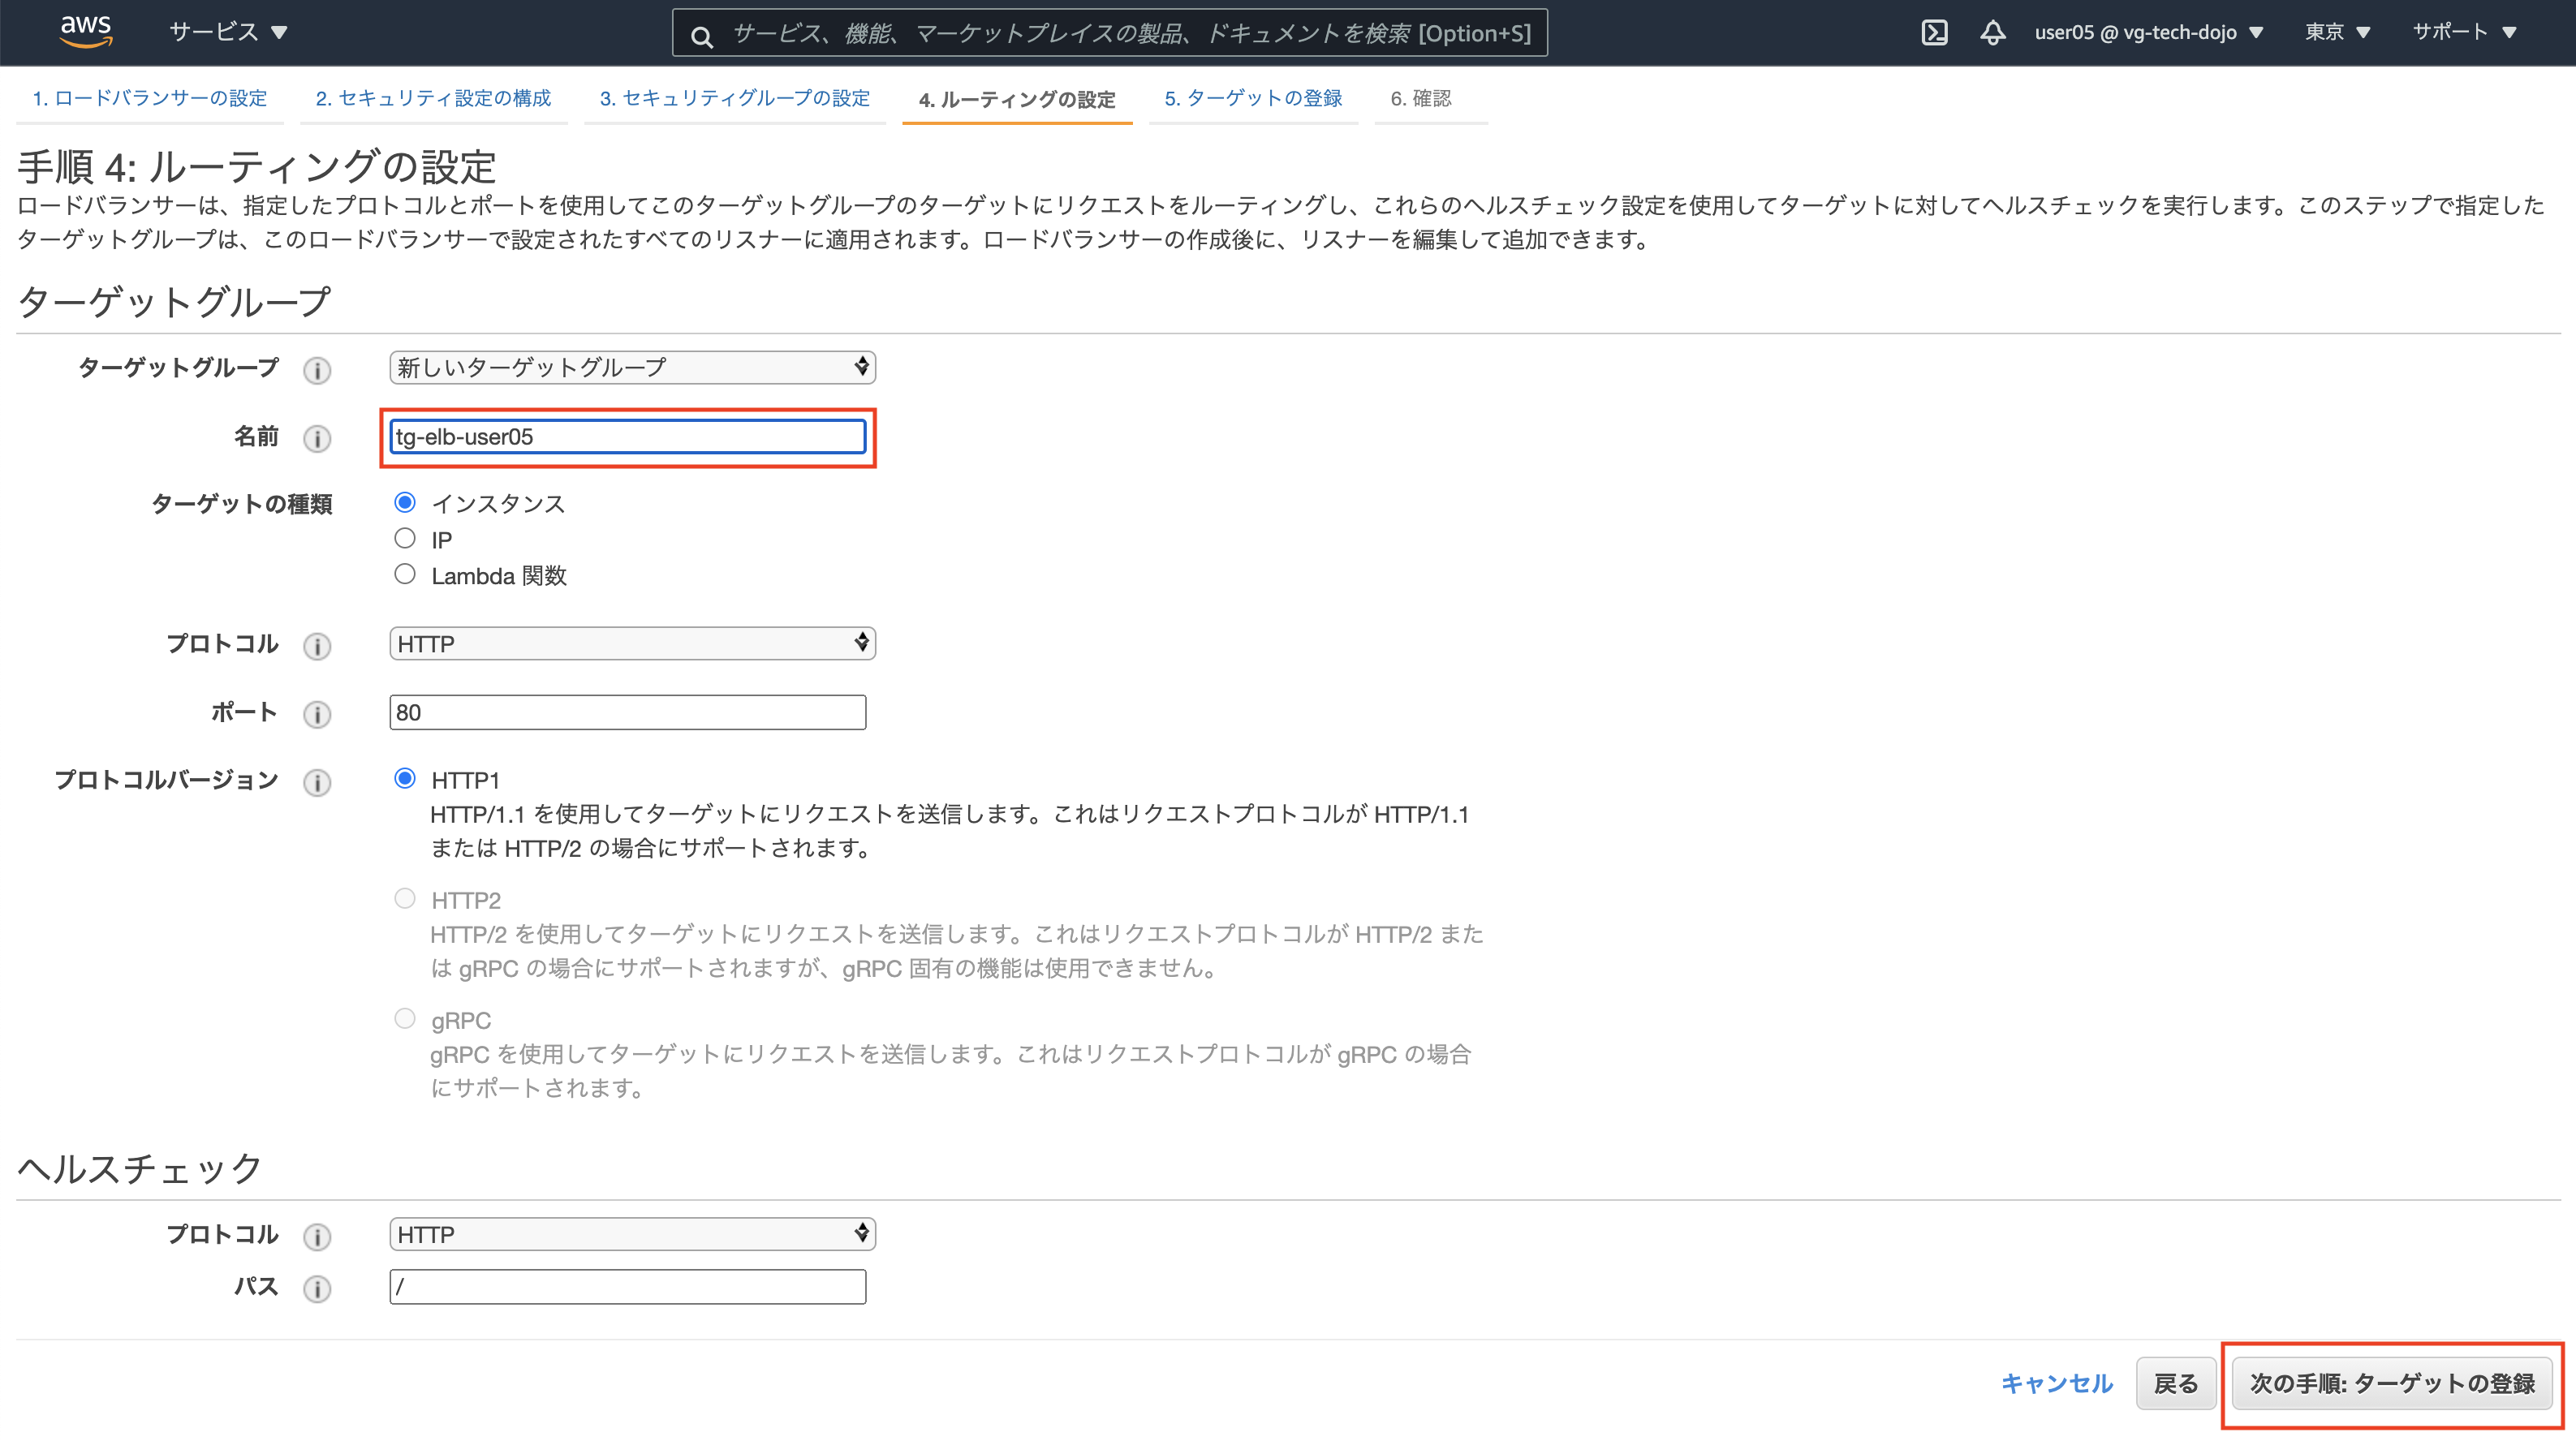 aws サービス サービス、機能、マーケットプレイスの製品、ドキュメントを検索 [Option+S] user05 @ vg-tech-dojo 東京 サポート
1. ロードバランサーの設定 2. セキュリティ設定の構成 3. セキュリティグループの設定 4. ルーティングの設定 5. ターゲットの登録 6. 確認
手順 4: ルーティングの設定
ロードバランサーは、指定したプロトコルとポートを使用してこのターゲットグループのターゲットにリクエストをルーティングし、これらのヘルスチェック設定を使用してターゲットに対してヘルスチェックを実行します。このステップで指定した
ターゲットグループは、このロードバランサーで設定されたすべてのリスナーに適用されます。ロードバランサーの作成後に、リスナーを編集して追加できます。
ターゲットグループ
ターゲットグループ 新しいターゲットグループ
名前 tg-elb-user05
ターゲットの種類 インスタンス
IP
Lambda 関数
プロトコル HTTP
ポート 80
プロトコルバージョン HTTP1
HTTP/1.1 を使用してターゲットにリクエストを送信します。これはリクエストプロトコルが HTTP/1.1
または HTTP/2 の場合にサポートされます。
HTTP2
HTTP/2 を使用してターゲットにリクエストを送信します。これはリクエストプロトコルが HTTP/2 また
は gRPC の場合にサポートされますが、gRPC 固有の機能は使用できません。
gRPC
gRPC を使用してターゲットにリクエストを送信します。これはリクエストプロトコルが gRPC の場合
にサポートされます。
ヘルスチェック
プロトコル HTTP
パス /
キャンセル 戻る 次の手順: ターゲットの登録